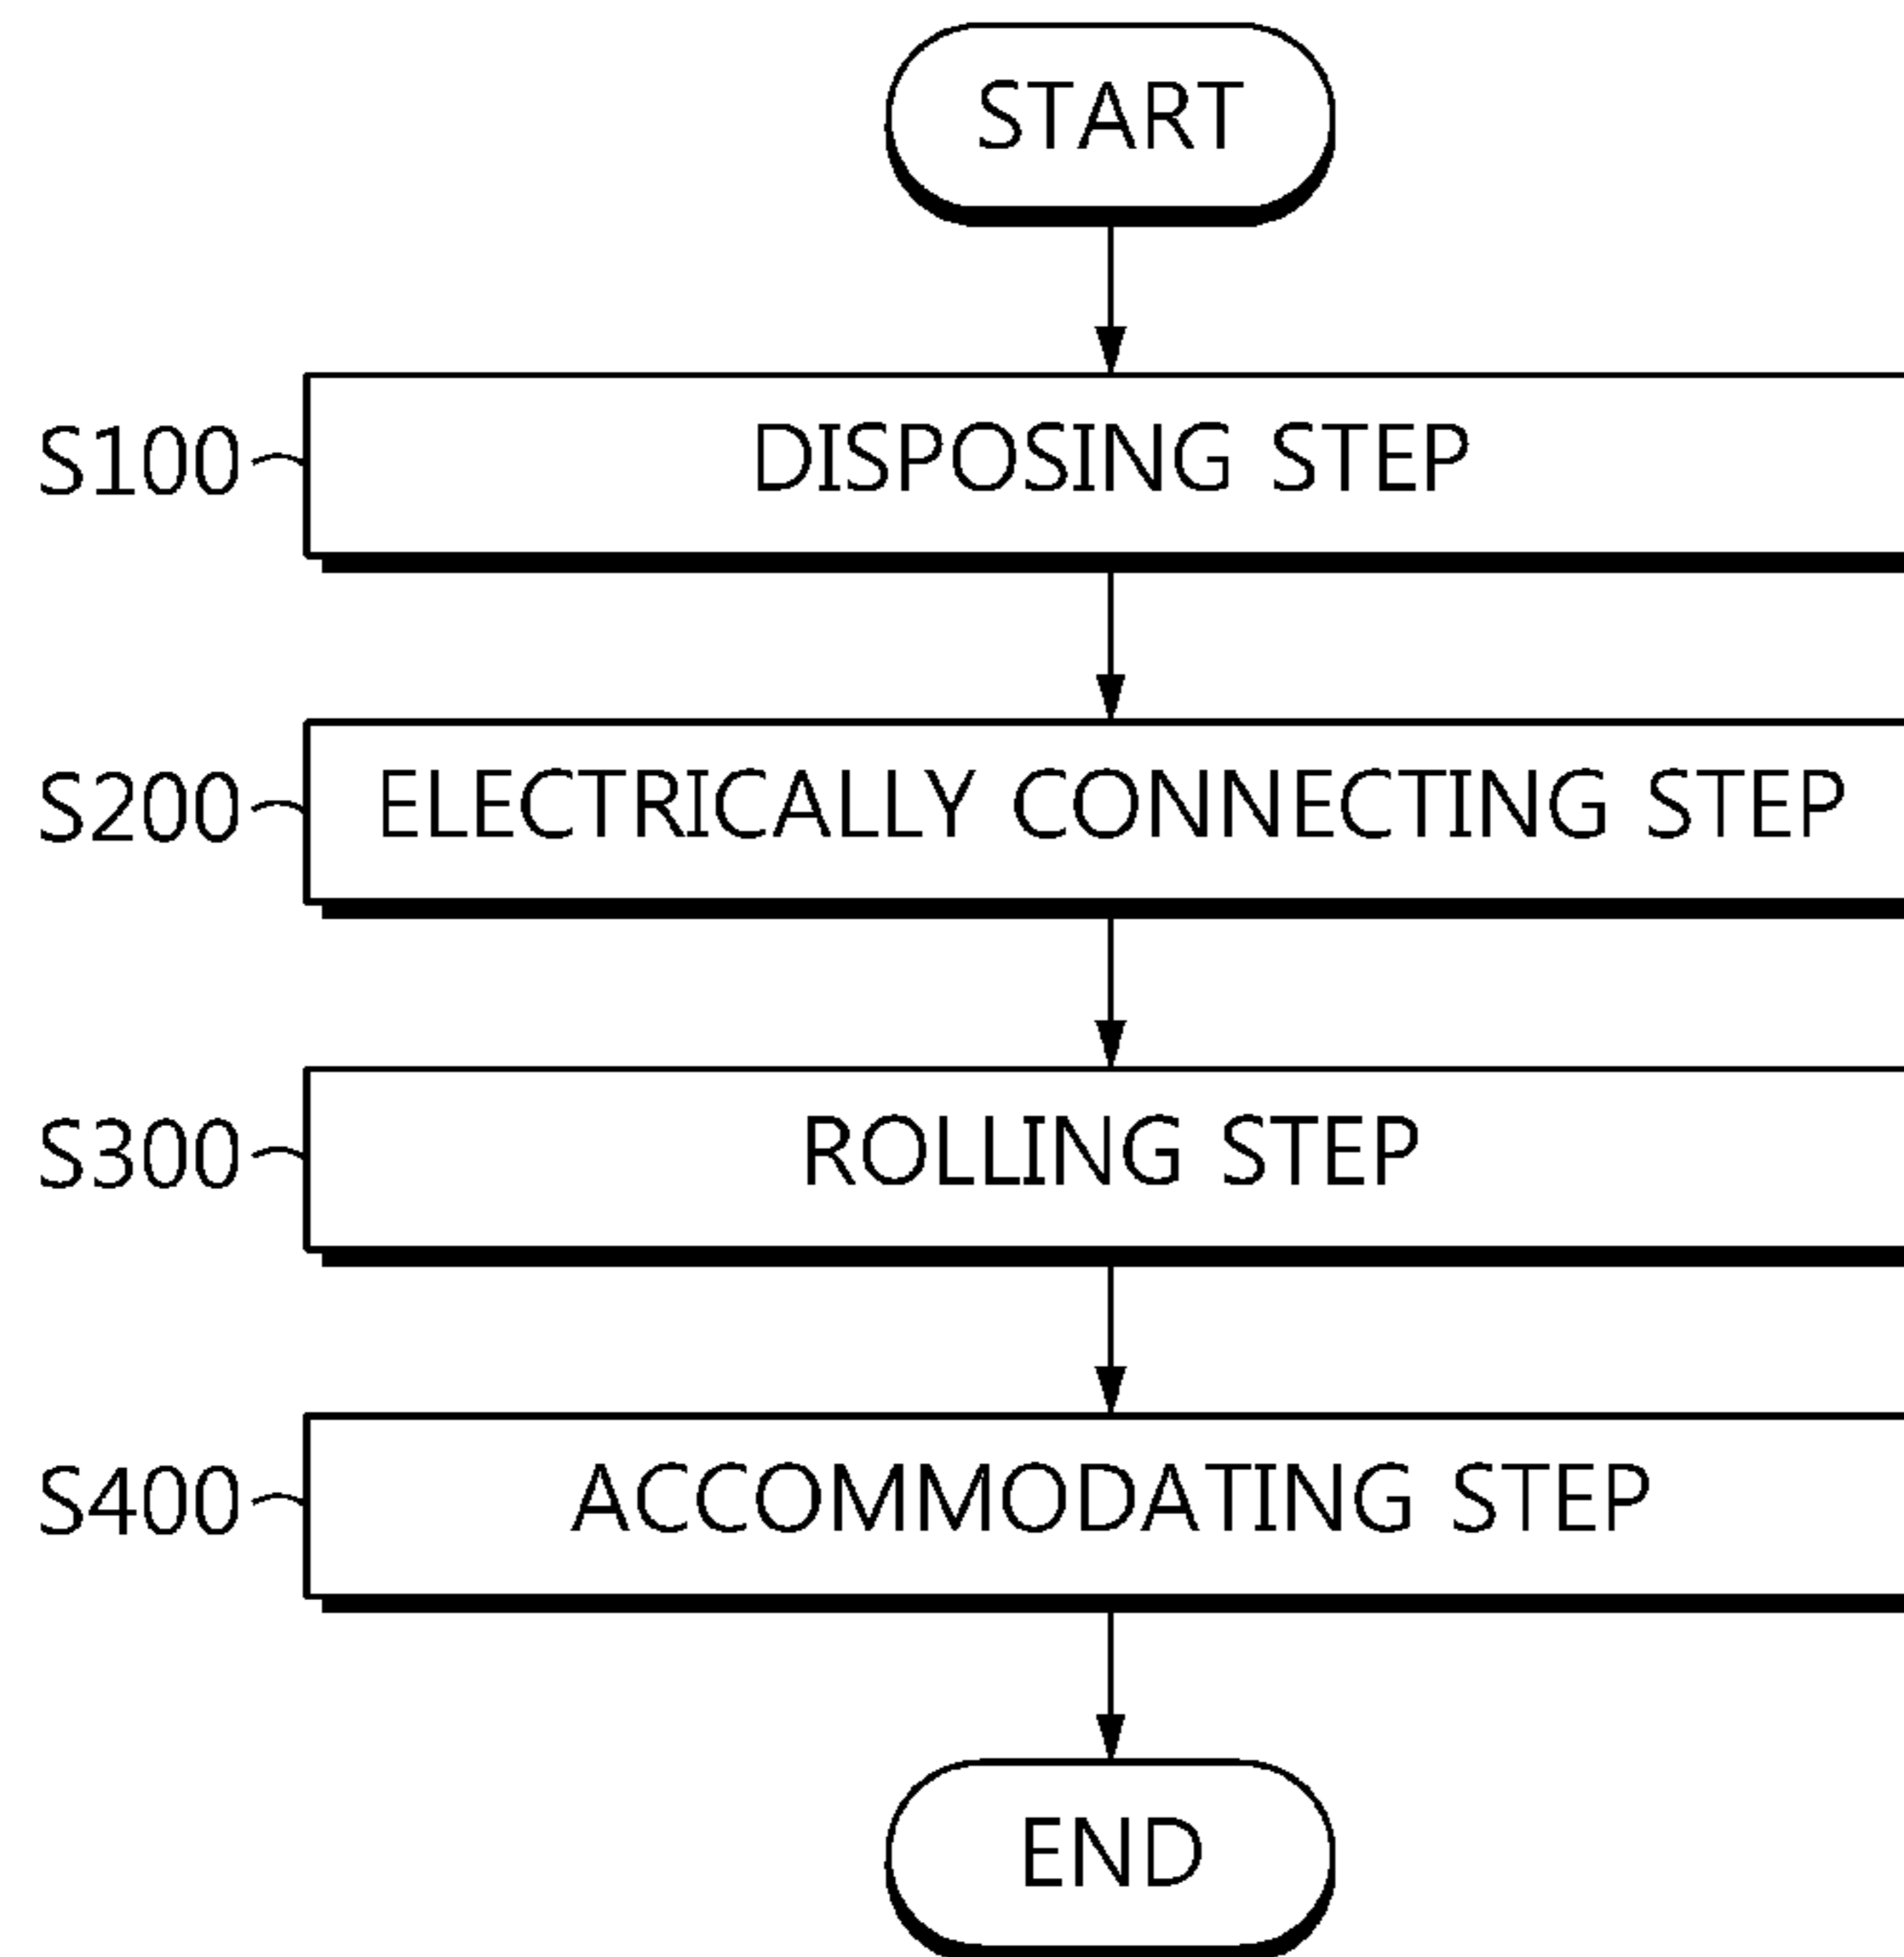 START
S100 DISPOSING STEP
S200 ELECTRICALLY CONNECTING STEP
S300 ROLLING STEP
S400 ACCOMMODATING STEP
END